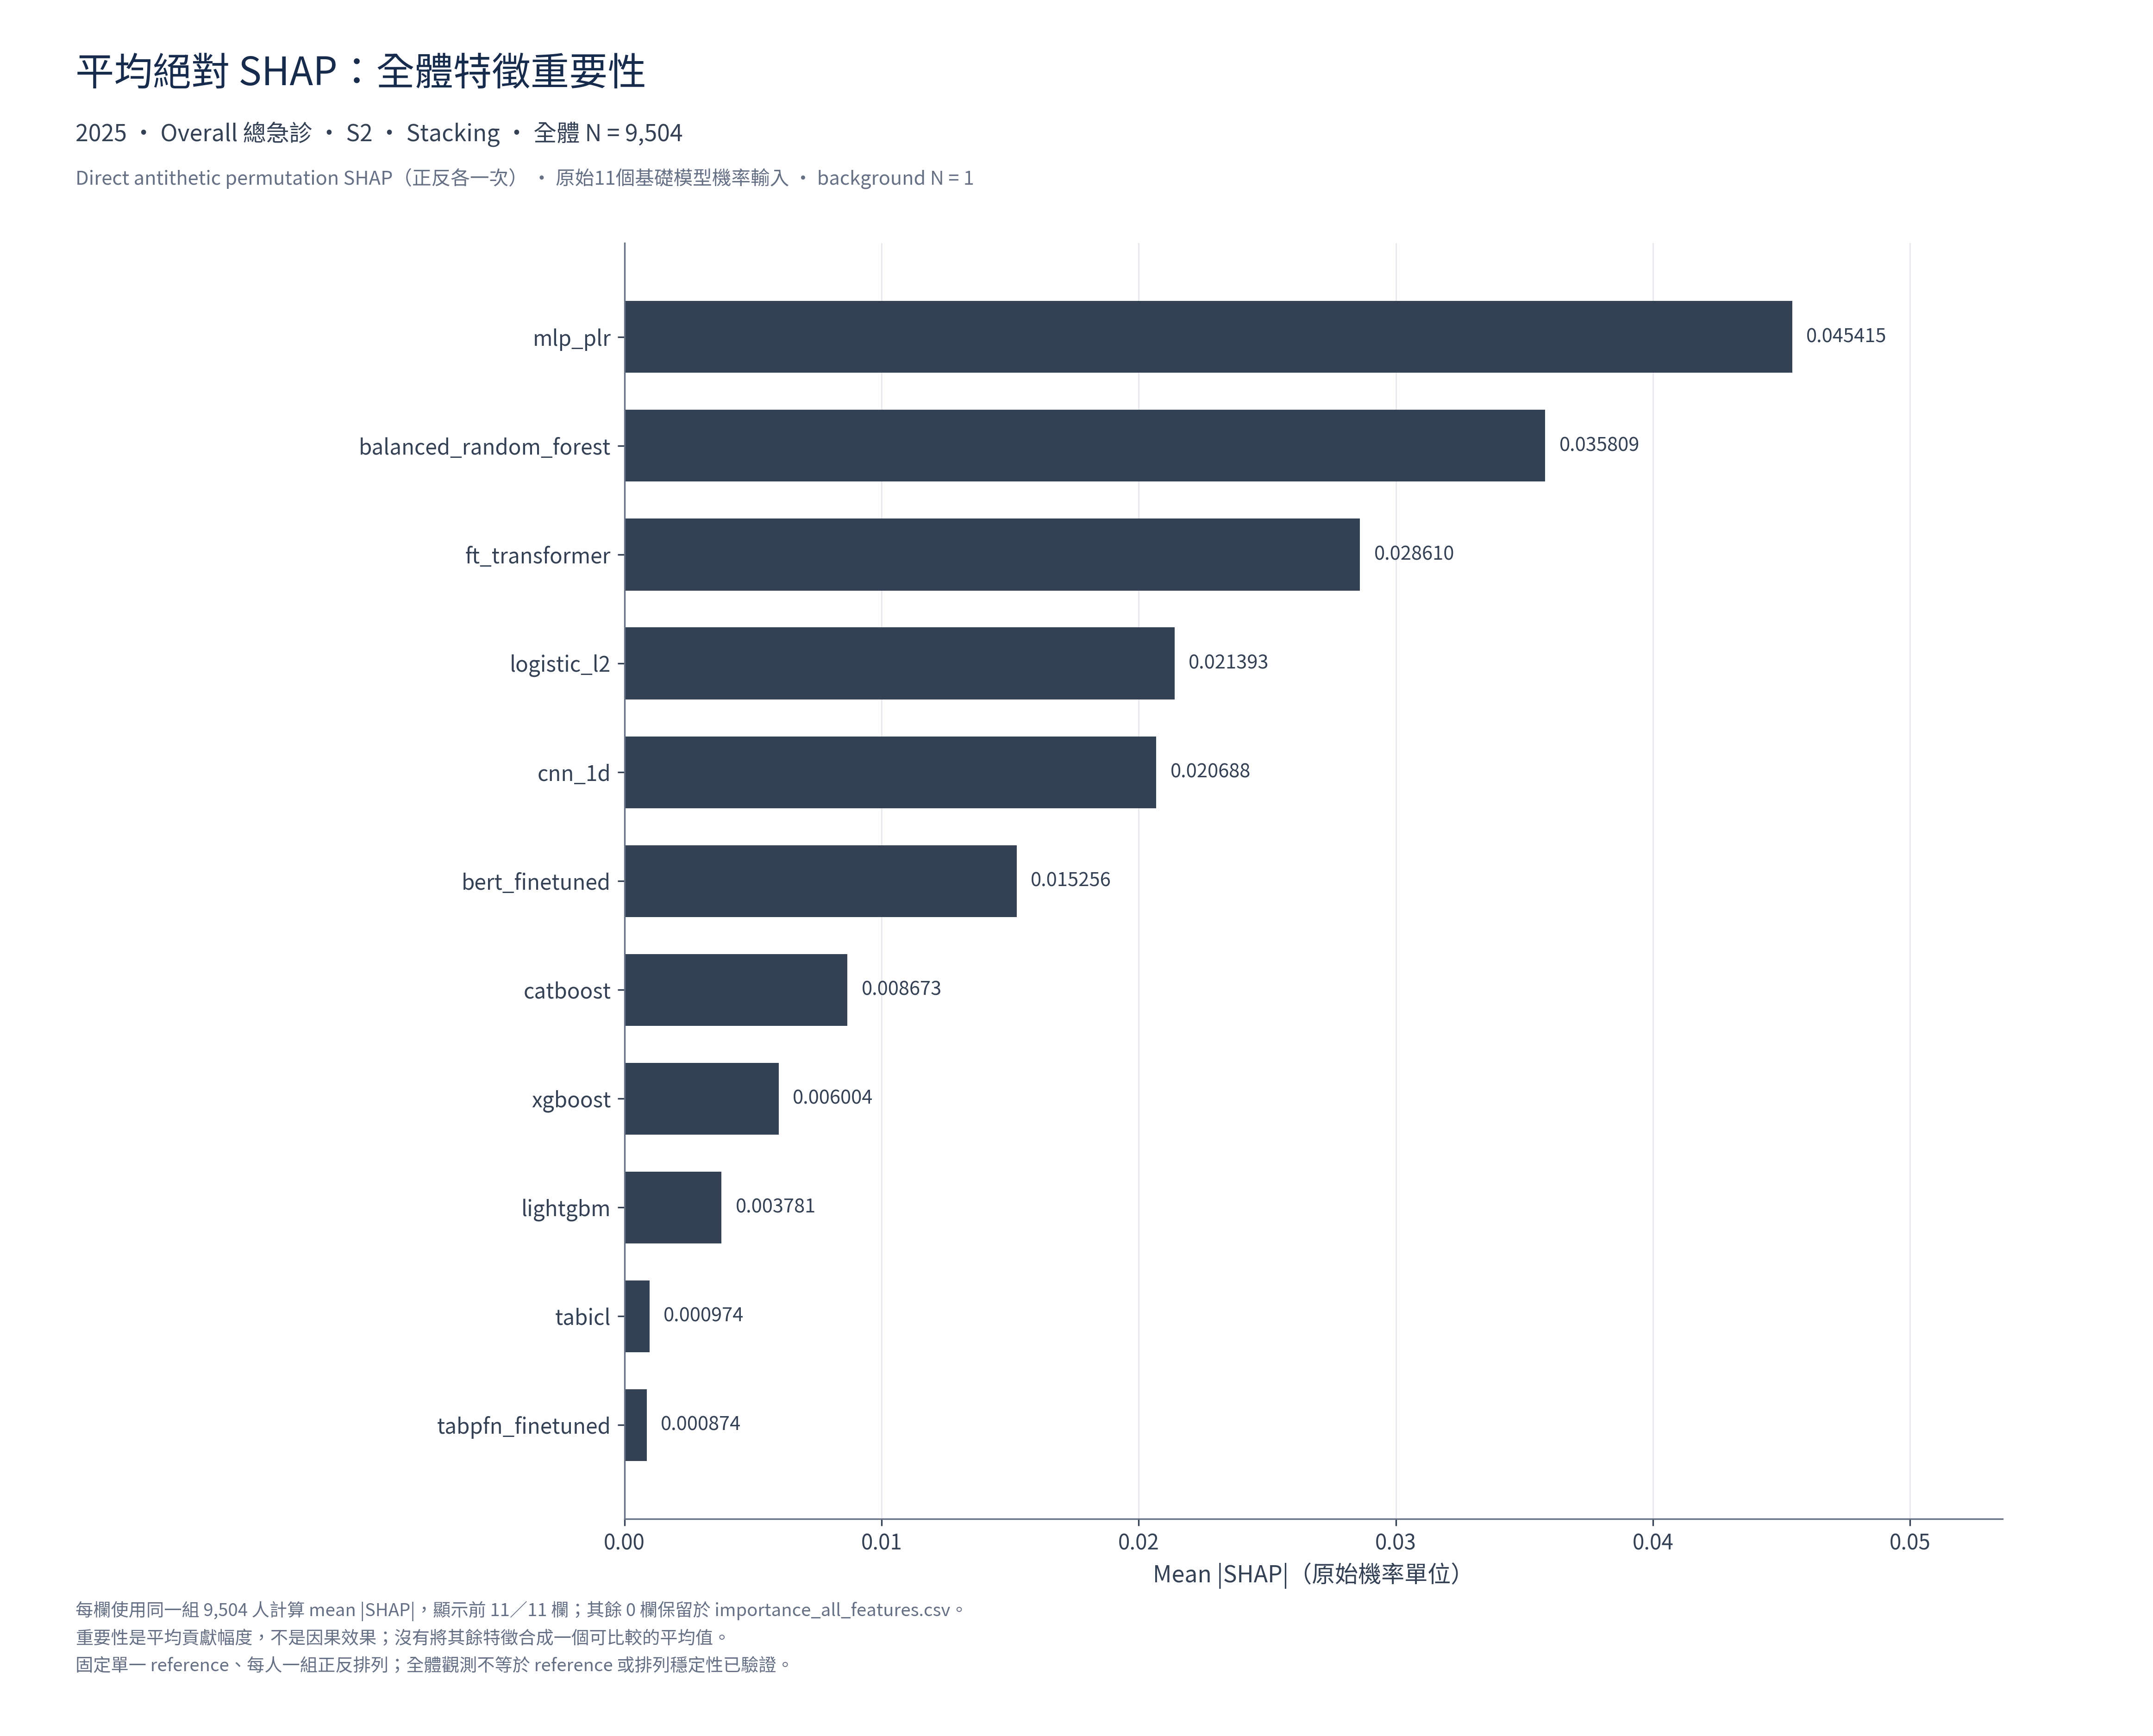 平均絕對 SHAP：全體特徵重要性
2025 • Overall 總急診 • S2 • Stacking • 全體 N = 9,504
Direct antithetic permutation SHAP（正反各一次） • 原始11個基礎模型機率輸入 • background N = 1
mlp_plr 0.045415
balanced_random_forest 0.035809
ft_transformer 0.028610
logistic_l2 0.021393
cnn_1d 0.020688
bert_finetuned 0.015256
catboost 0.008673
xgboost 0.006004
lightgbm 0.003781
tabicl 0.000974
tabpfn_finetuned 0.000874
0.00 0.01 0.02 0.03 0.04 0.05
Mean |SHAP|（原始機率單位）
每欄使用同一組 9,504 人計算 mean |SHAP|，顯示前 11／11 欄；其餘 0 欄保留於 importance_all_features.csv。
重要性是平均貢獻幅度，不是因果效果；沒有將其餘特徵合成一個可比較的平均值。
固定單一 reference、每人一組正反排列；全體觀測不等於 reference 或排列穩定性已驗證。